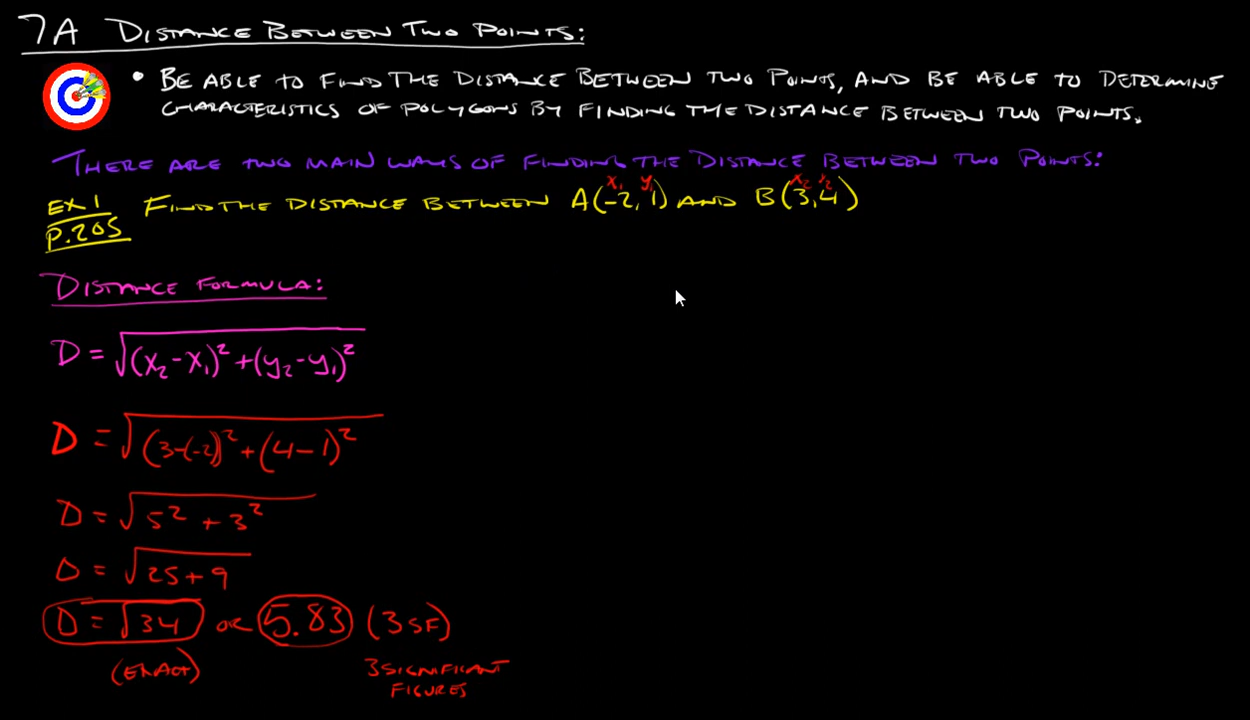 7A DISTANCE BETWEEN TWO POINTS:
• BE ABLE TO FIND THE DISTANCE BETWEEN TWO POINTS, AND BE ABLE TO DETERMINE
CHARACTERISTICS OF POLYGONS BY FINDING THE DISTANCE BETWEEN TWO POINTS.
THERE ARE TWO MAIN WAYS OF FINDING THE DISTANCE BETWEEN TWO POINTS:
x₁ y₁ x₂ y₂
EX 1 FIND THE DISTANCE BETWEEN A(-2, 1) AND B(3, 4)
P.205
DISTANCE FORMULA:
D = √((x₂-x₁)² + (y₂-y₁)²)
D = √((3-(-2))² + (4-1)²)
D = √(5² + 3²)
D = √(25+9)
D = √34 OR 5.83 (3SF)
(EXACT) 3 SIGNIFICANT
FIGURES